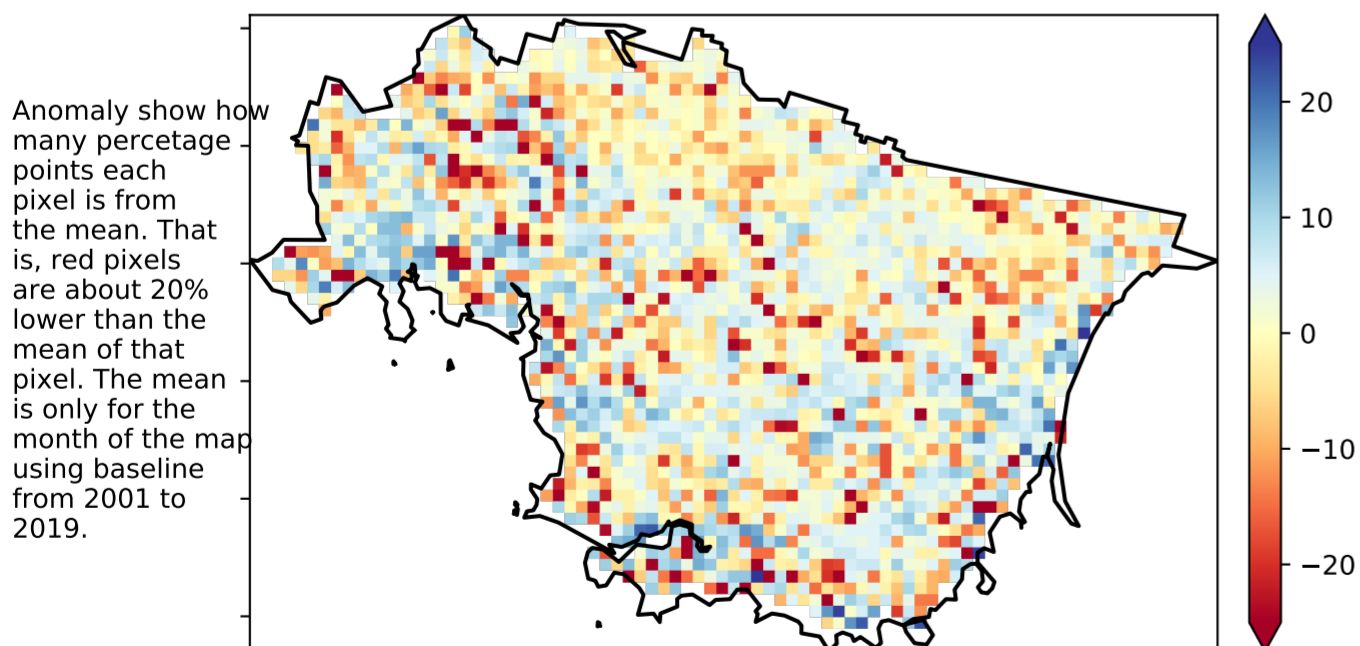 Anomaly show how
many percetage
points each
pixel is from
the mean. That
is, red pixels
are about 20%
lower than the
mean of that
pixel. The mean
is only for the
month of the map
using baseline
from 2001 to
2019.
20
10
0
−10
−20